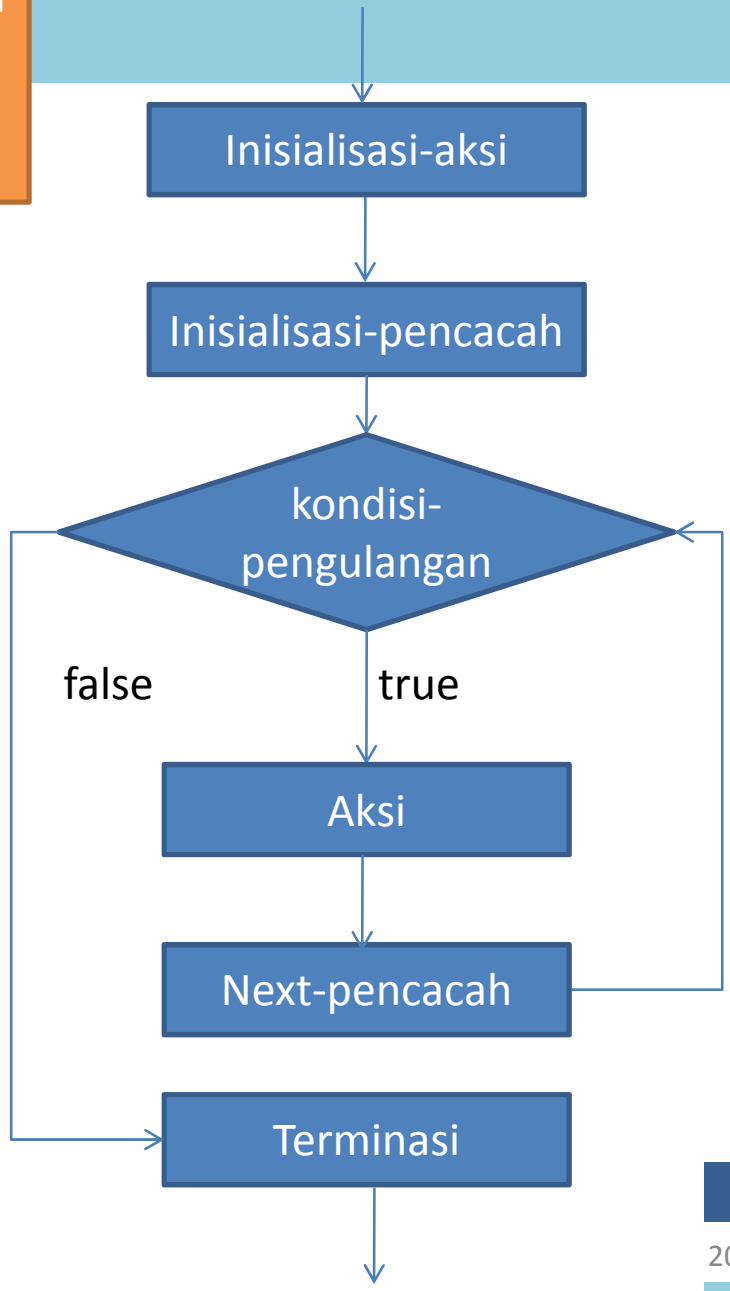 Inisialisasi-aksi
Inisialisasi-pencacah
kondisi-
pengulangan
false
true
Aksi
Next-pencacah
Terminasi